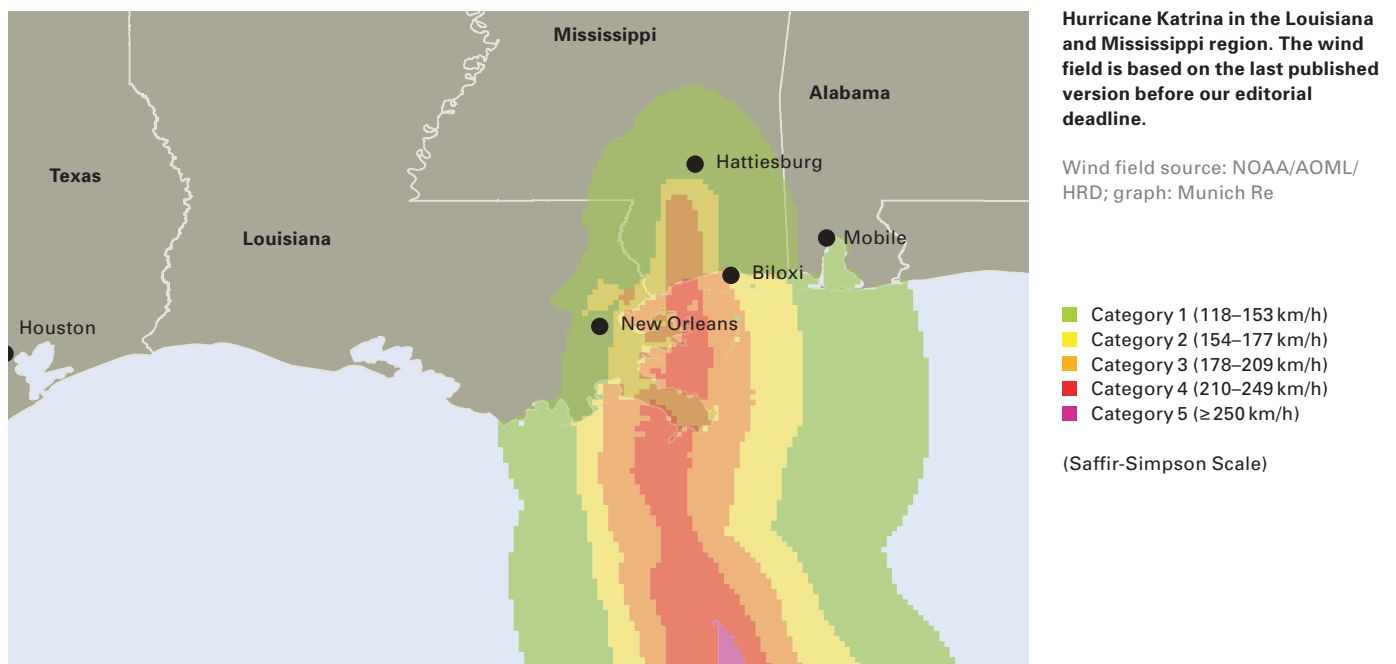 Mississippi
Alabama
Hattiesburg
Texas
Louisiana
Mobile
Biloxi
Houston
New Orleans
Hurricane Katrina in the Louisiana
and Mississippi region. The wind
field is based on the last published
version before our editorial
deadline.
Wind field source: NOAA/AOML/
HRD; graph: Munich Re
Category 1 (118–153 km/h)
Category 2 (154–177 km/h)
Category 3 (178–209 km/h)
Category 4 (210–249 km/h)
Category 5 (≥ 250 km/h)
(Saffir-Simpson Scale)